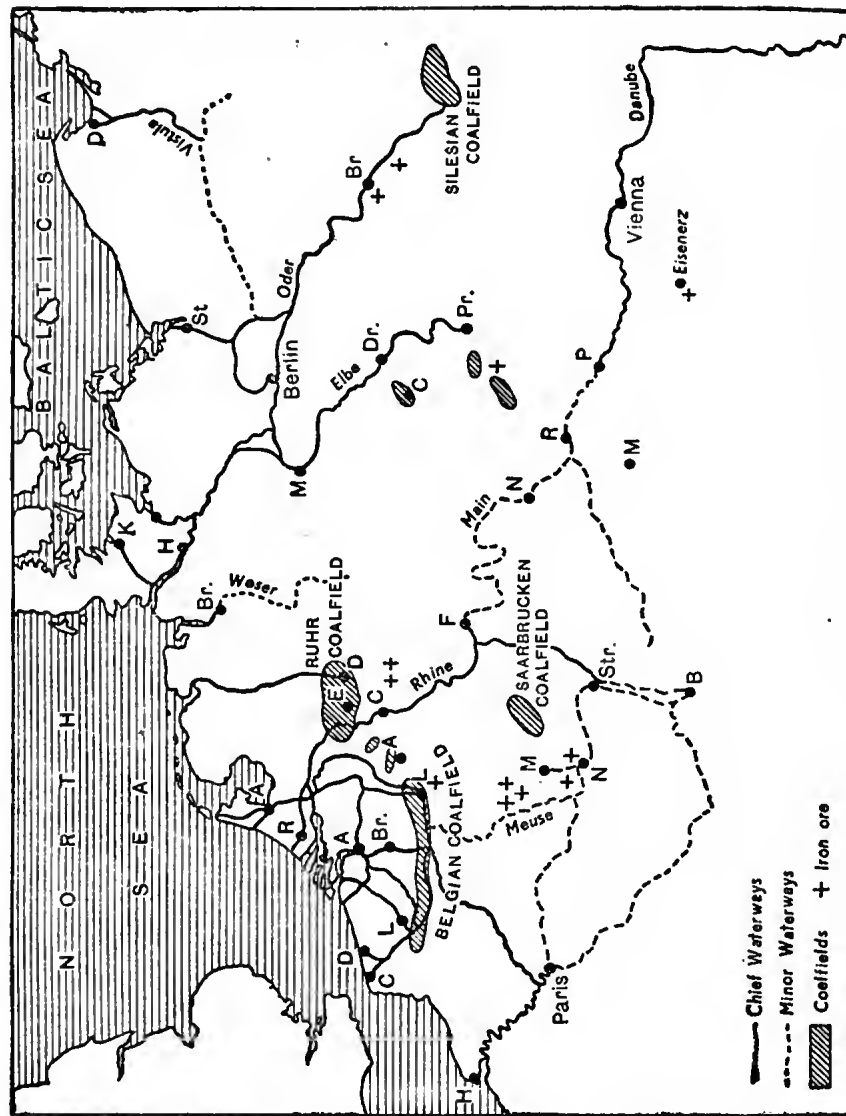 BALTIC SEA
NORTH
SEA
D
Vistula
K
St
H
Br.
Weser
Oder
Berlin
M
Elbe
Dr.
C
Pr.
Br
SILESIAN
COALFIELD
RUHR
COALFIELD
E
D
C
Rhine
A
R
A
Br.
L
A
L
D
C
BELGIAN COALFIELD
Meuse
M
N
SAARBRUCKEN
COALFIELD
F
Main
N
R
P
M
Vienna
Danube
Eisenerz
Str.
B
Paris
H
Chief Waterways
Minor Waterways
Coalfields
Iron ore